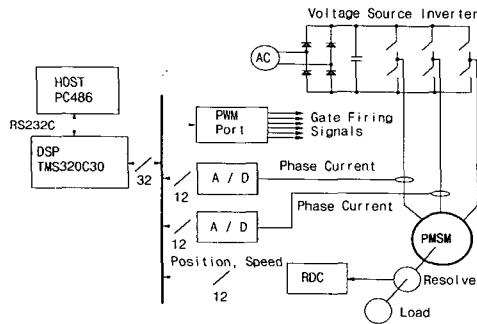 Voltage Source Inverter
AC
HOST
PC486
RS232C
DSP
TMS320C30
32
PWM
Port
Gate Firing
Signals
Phase Current
12
A / D
Phase Current
12
A / D
Position, Speed
12
RDC
PMSM
Resolve
Load